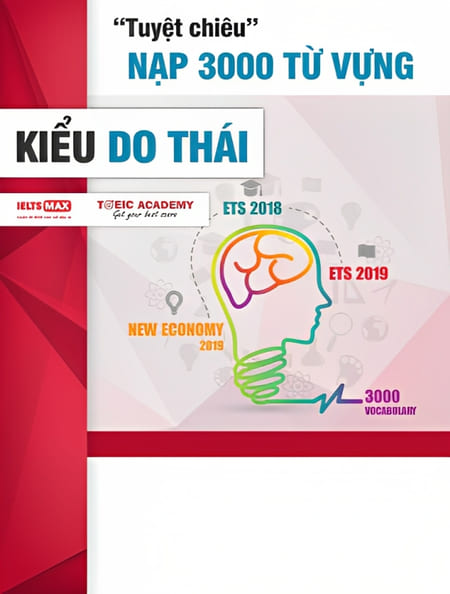 “Tuyệt chiêu”
NẠP 3000 TỪ VỰNG
KIỂU DO THÁI
IELTS MAX
TOEIC ACADEMY
Get your best score
ETS 2018
ETS 2019
NEW ECONOMY
2019
3000
VOCABULARY